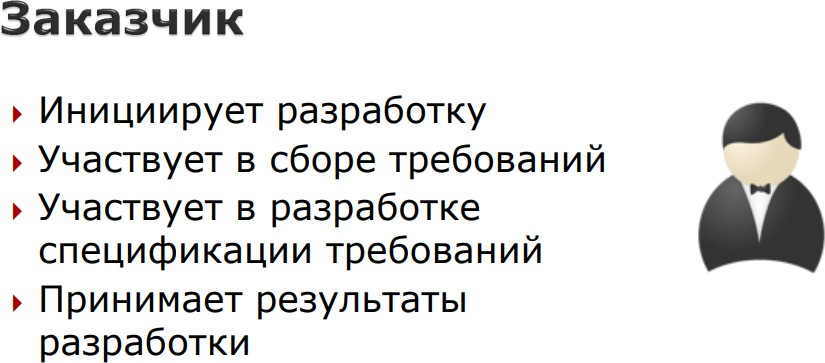 Заказчик
Инициирует разработку
Участвует в сборе требований
Участвует в разработке
спецификации требований
Принимает результаты
разработки